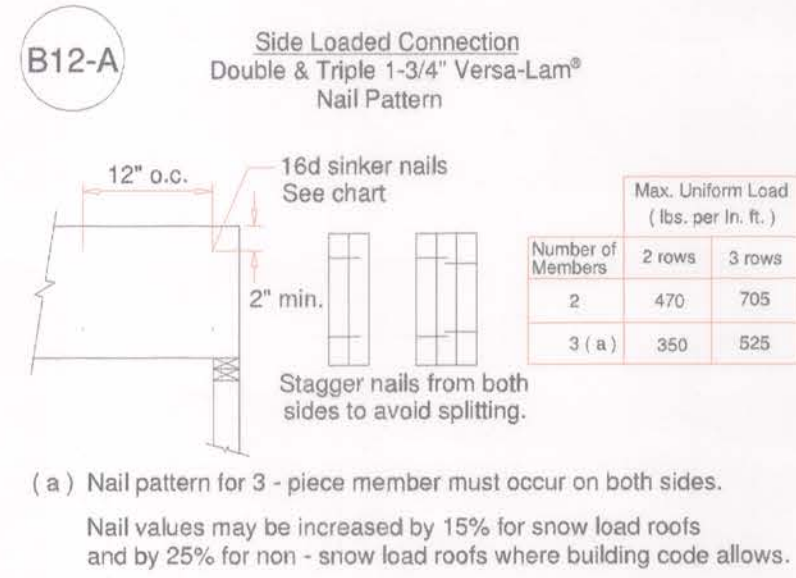 B12-A
Side Loaded Connection
Double & Triple 1-3/4" Versa-Lam®
Nail Pattern
12" o.c.
16d sinker nails
See chart
2" min.
Stagger nails from both
sides to avoid splitting.
Max. Uniform Load
( lbs. per ln. ft. )
Number of
Members
2 rows
3 rows
2
470
705
3 ( a )
350
525
( a ) Nail pattern for 3 - piece member must occur on both sides.
Nail values may be increased by 15% for snow load roofs
and by 25% for non - snow load roofs where building code allows.